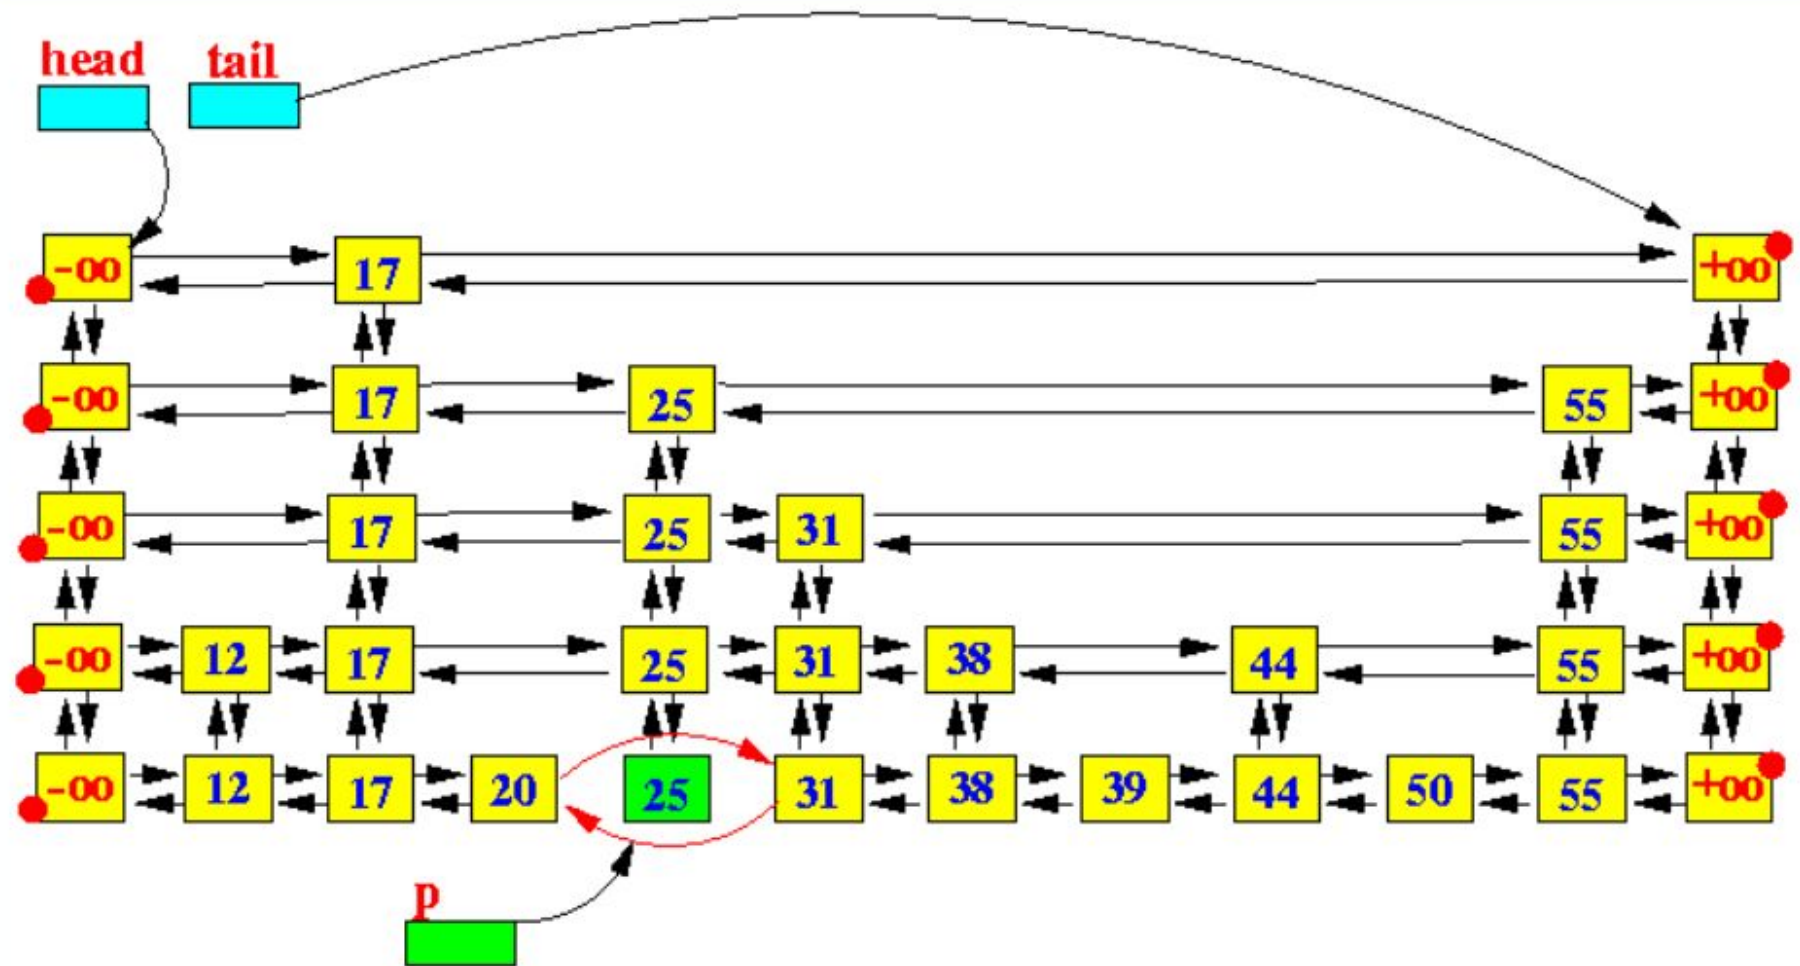 head tail
-oo 17 +oo
-oo 17 25 55 +oo
-oo 17 25 31 55 +oo
-oo 12 17 25 31 38 44 55 +oo
-oo 12 17 20 25 31 38 39 44 50 55 +oo
p